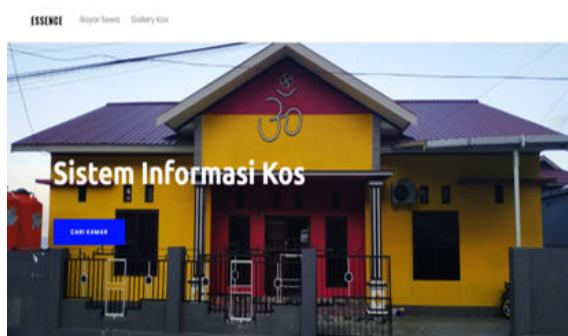 ESSENCE Bayar Sewa Gallery Kos
ॐ
Sistem Informasi Kos
CARI KAMAR